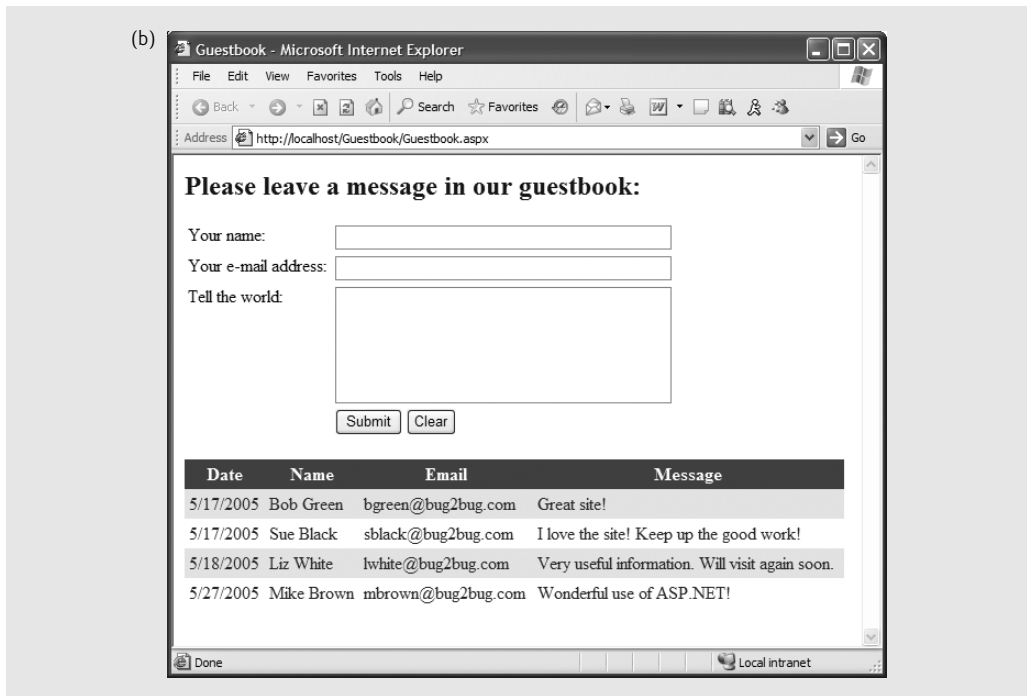 (b)
Guestbook - Microsoft Internet Explorer
File Edit View Favorites Tools Help
Back Search Favorites
Address http://localhost/Guestbook/Guestbook.aspx Go
Please leave a message in our guestbook:
Your name:
Your e-mail address:
Tell the world:
Submit Clear
Date Name Email Message
5/17/2005 Bob Green bgreen@bug2bug.com Great site!
5/17/2005 Sue Black sblack@bug2bug.com I love the site! Keep up the good work!
5/18/2005 Liz White lwhite@bug2bug.com Very useful information. Will visit again soon.
5/27/2005 Mike Brown mbrown@bug2bug.com Wonderful use of ASP.NET!
Done Local intranet